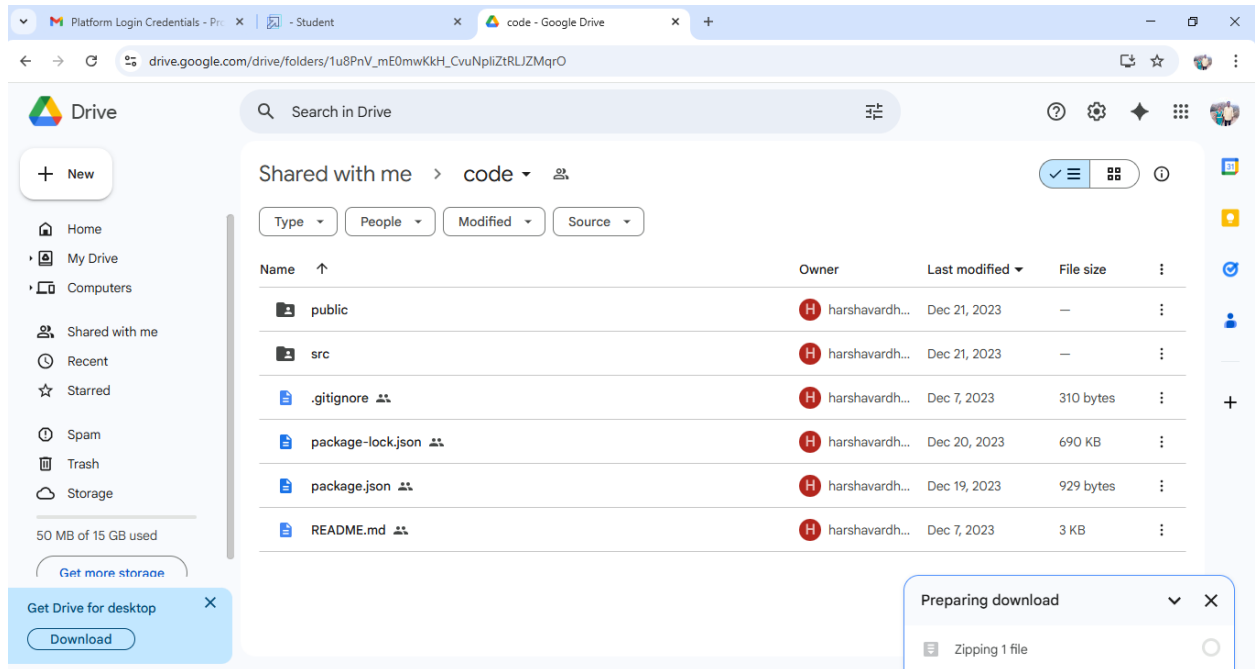 Platform Login Credentials - Pro
- Student
code - Google Drive
drive.google.com/drive/folders/1u8PnV_mE0mwKkH_CvuNpliZtRLJZMqrO
Drive
Search in Drive
New
Shared with me > code
Type People Modified Source
Home
My Drive
Computers
Shared with me
Recent
Starred
Spam
Trash
Storage
50 MB of 15 GB used
Get more storage
Get Drive for desktop
Download
Name Owner Last modified File size
public H harshavardh... Dec 21, 2023 —
src H harshavardh... Dec 21, 2023 —
.gitignore H harshavardh... Dec 7, 2023 310 bytes
package-lock.json H harshavardh... Dec 20, 2023 690 KB
package.json H harshavardh... Dec 19, 2023 929 bytes
README.md H harshavardh... Dec 7, 2023 3 KB
31
Preparing download
Zipping 1 file